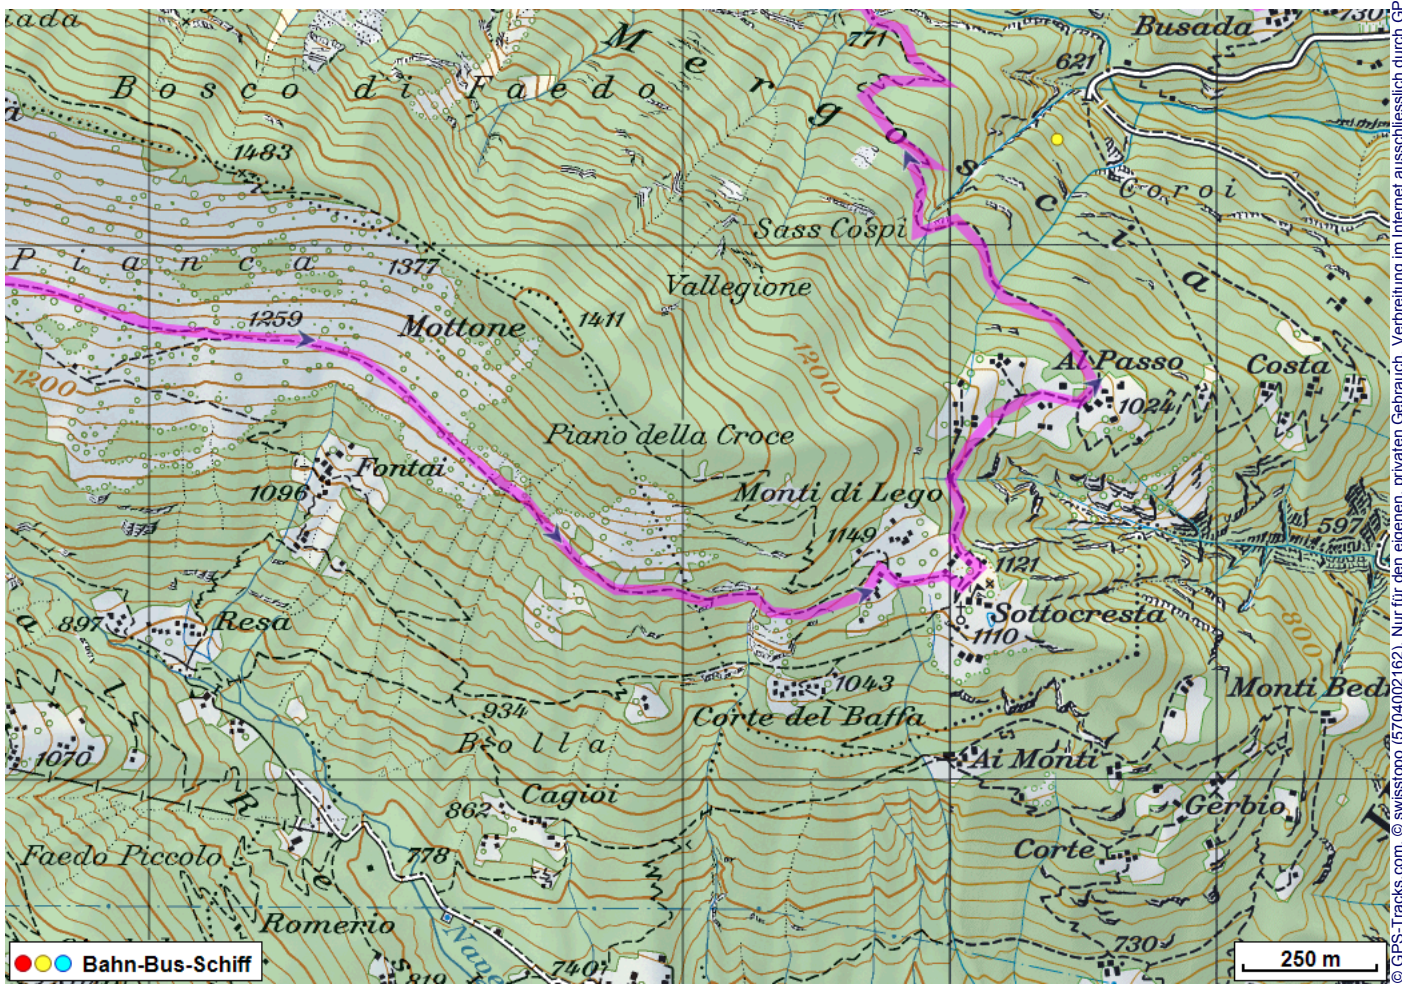 iada
Busada
730
771
M e r g o s c i a
621
Bosco di Faedo
a
1483
Coroi
Sass Cospi
Pianca
1377
Vallegione
1259
Mottone
1411
1200
1200
Al Passo
Costa
1024
Piano della Croce
Fontai
1096
Monti di Lego
1149
597
1121
Sottocresta
1110
800
897
Resa
1043
Monti Bedi
934
Corte del Baffa
Bolla
Ai Monti
1070
862
Cagioi
Gerbio
Corte
Faedo Piccolo
778
Romerio
730
Nave
740
819
Bahn-Bus-Schiff
250 m
© GPS-Tracks.com, © swisstopo (5704002162), Nur für den eigenen, privaten Gebrauch. Verbreitung im Internet ausschliesslich durch GP